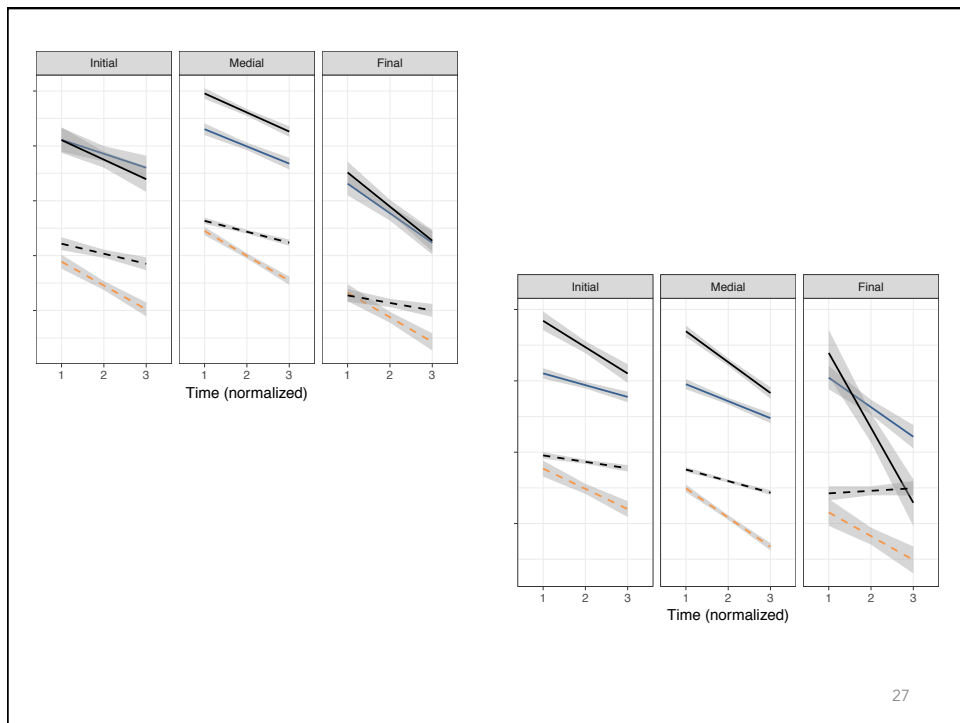 Initial Medial Final
1 2 3 1 2 3 1 2 3
Time (normalized)
Initial Medial Final
1 2 3 1 2 3 1 2 3
Time (normalized)
27